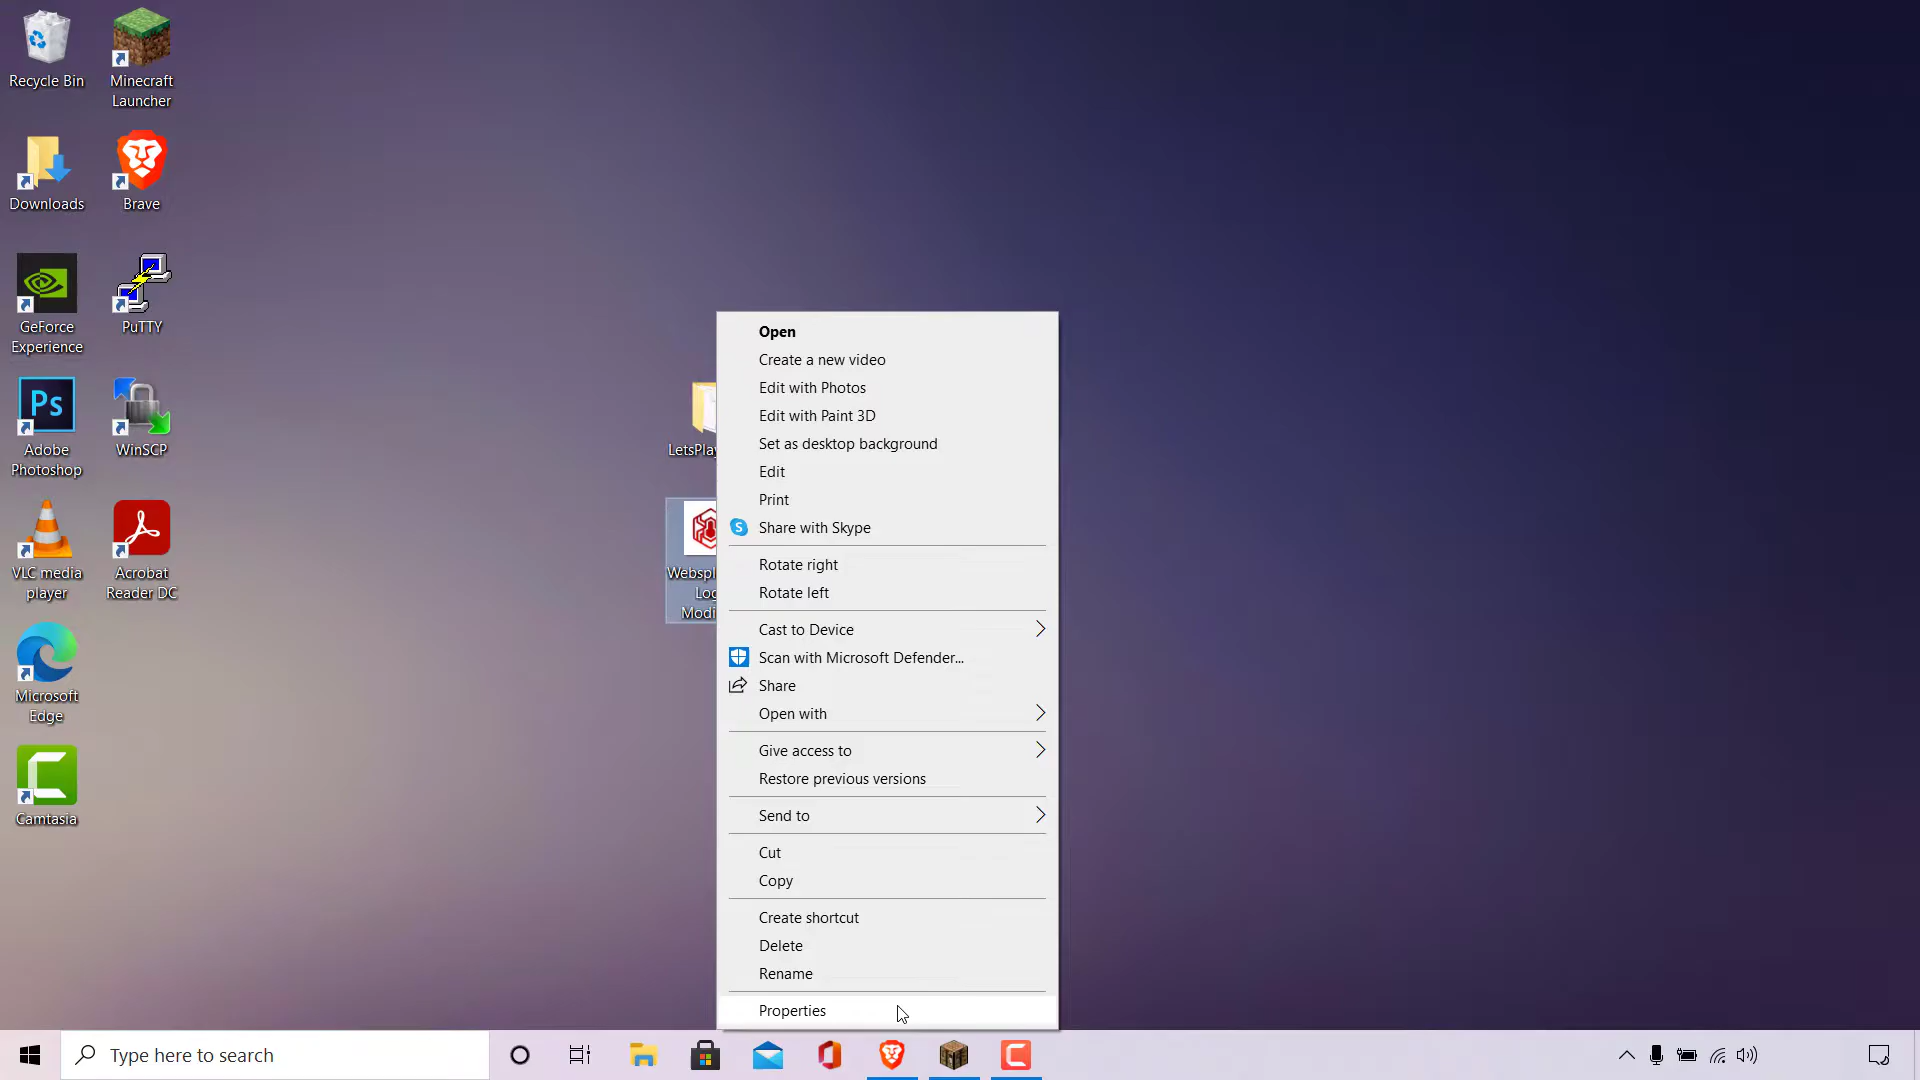 Recycle Bin
Minecraft
Launcher
Downloads
Brave
GeForce
Experience
PuTTY
Ps
Adobe
Photoshop
WinSCP
VLC media
player
Acrobat
Reader DC
Microsoft
Edge
Camtasia
LetsPlay
Open
Create a new video
Edit with Photos
Edit with Paint 3D
Set as desktop background
Edit
Print
S
Share with Skype
Rotate right
Rotate left
Cast to Device
Scan with Microsoft Defender...
Share
Open with
Give access to
Restore previous versions
Send to
Cut
Copy
Create shortcut
Delete
Rename
Properties
Type here to search